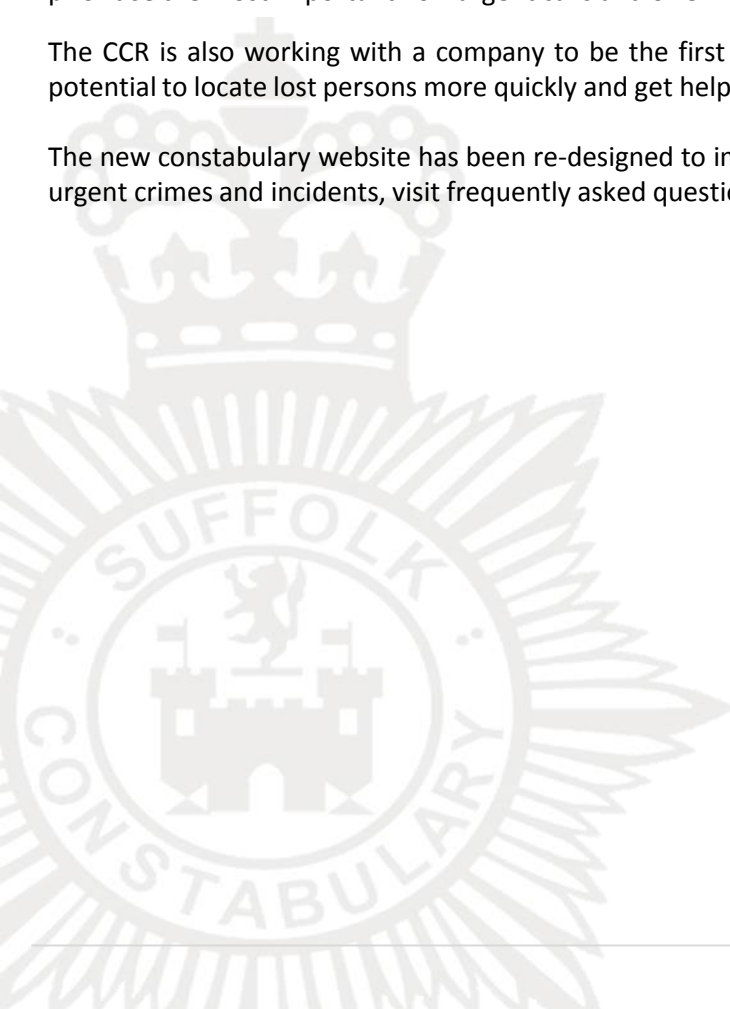 The CCR is also working with a company to be the first
potential to locate lost persons more quickly and get help
The new constabulary website has been re-designed to
urgent crimes and incidents, visit frequently asked
SUFFOLK
CONSTABULARY